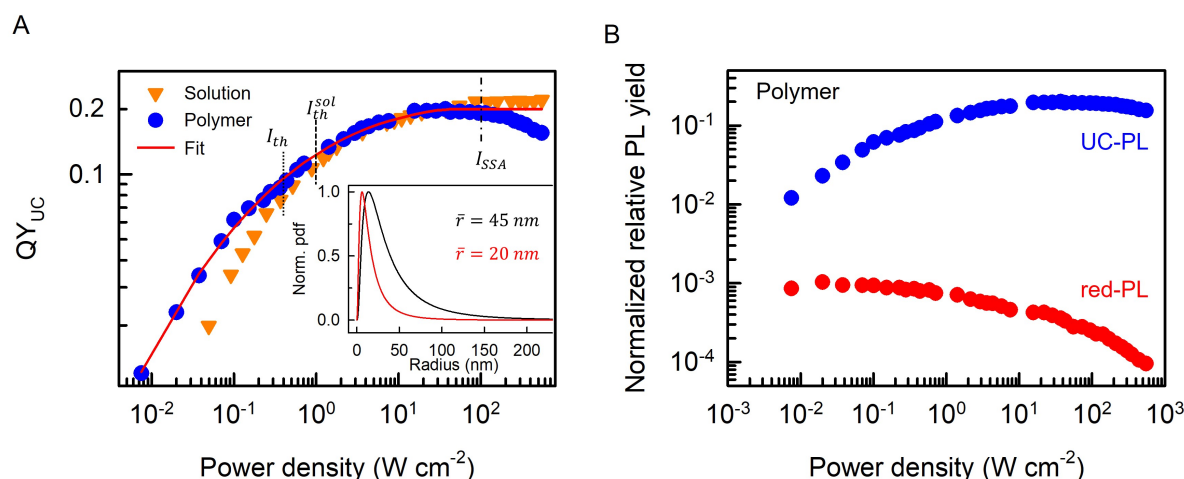 A
Solution
Polymer
Fit
I_th
I_th^sol
I_SSA
0.2
0.1
QY_UC
10^-2
10^-1
10^0
10^1
10^2
Power density (W cm^-2)
Norm. pdf
1.0
0.5
0.0
r̄ = 45 nm
r̄ = 20 nm
0
50
100
150
200
Radius (nm)
B
Polymer
UC-PL
red-PL
Normalized relative PL yield
10^-1
10^-2
10^-3
10^-4
10^-3
10^-2
10^-1
10^0
10^1
10^2
10^3
Power density (W cm^-2)